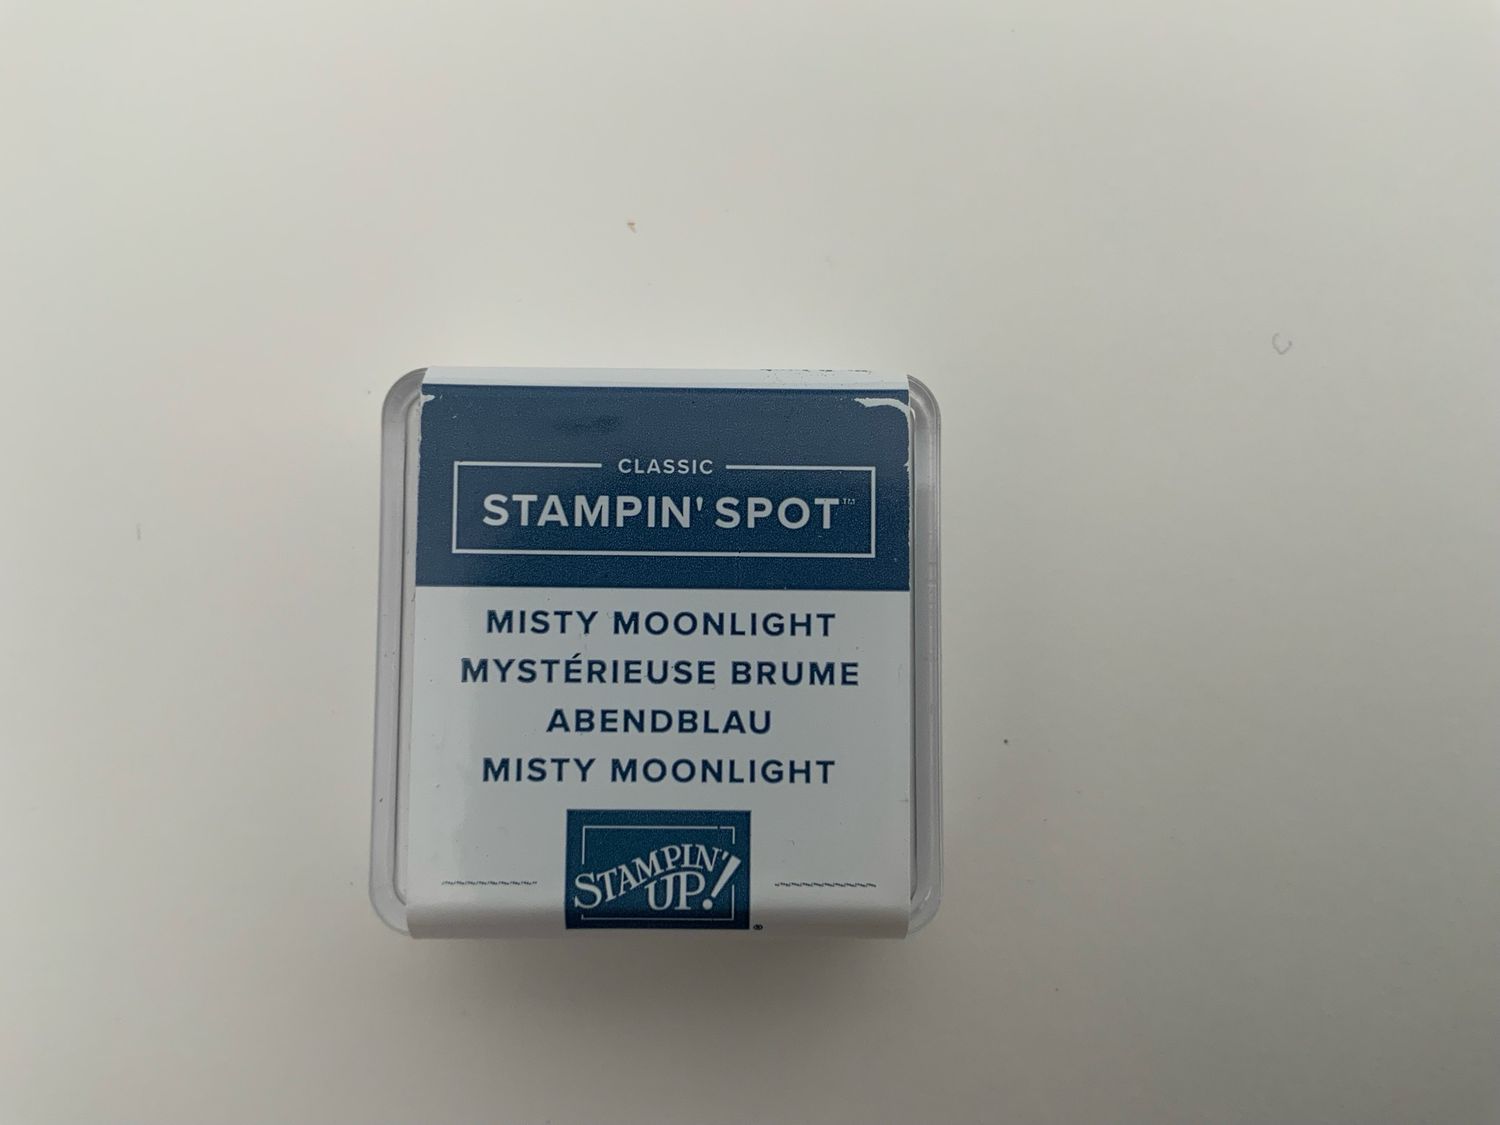 CLASSIC
STAMPIN' SPOT™
MISTY MOONLIGHT
MYSTÉRIEUSE BRUME
ABENDBLAU
MISTY MOONLIGHT
STAMPIN'
UP!®